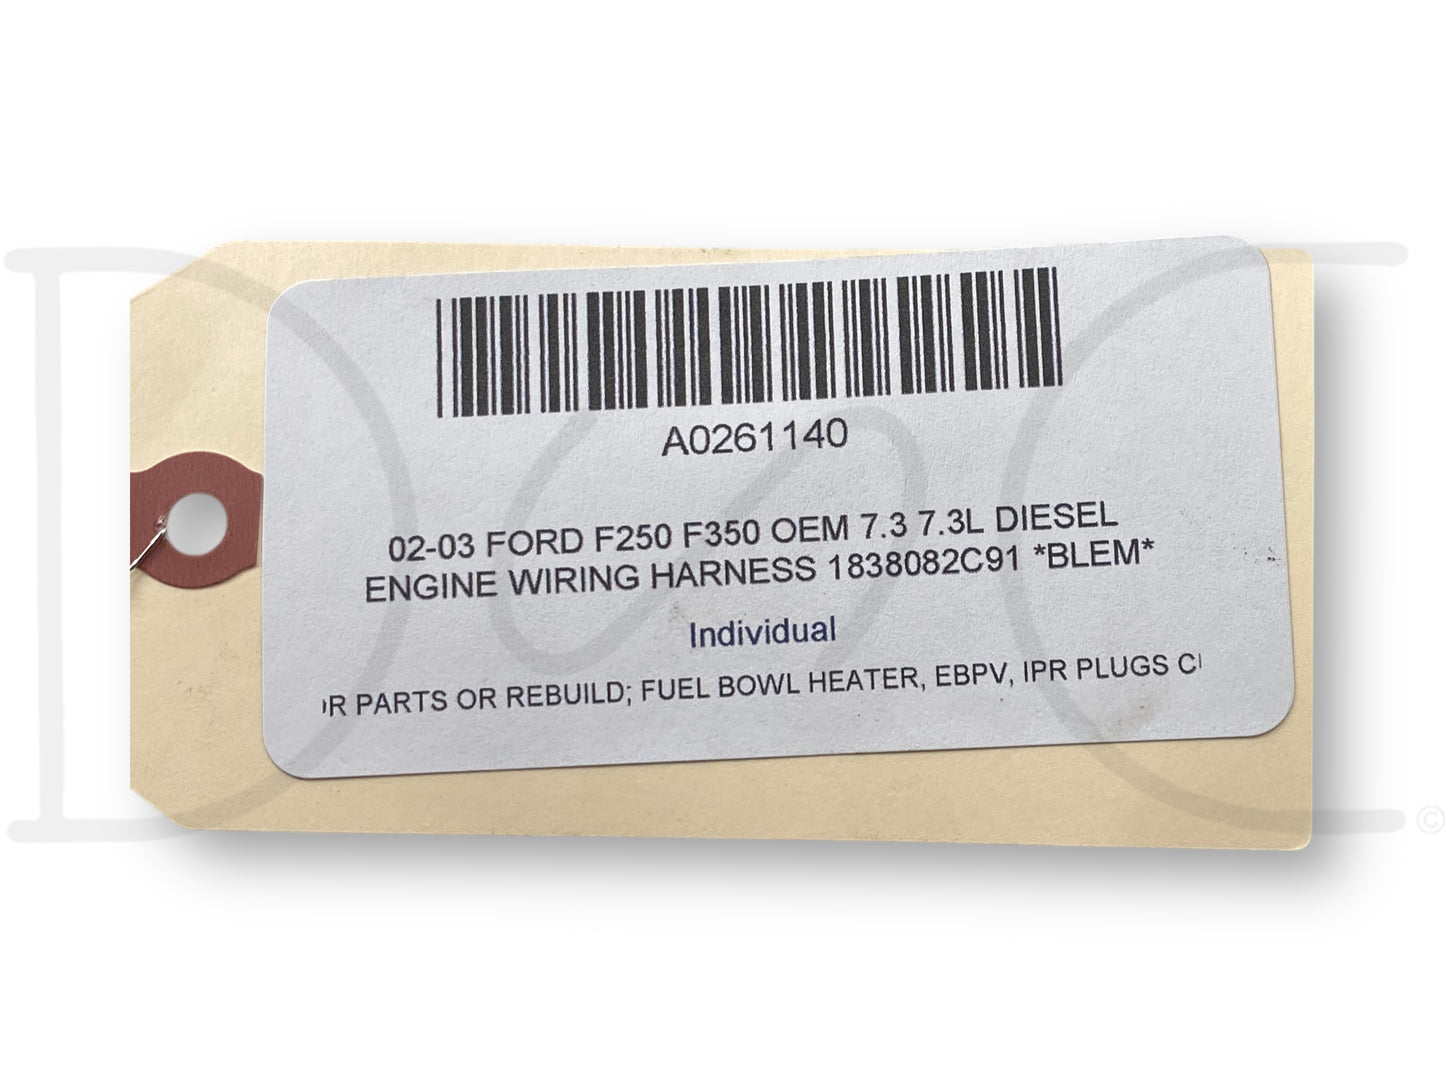 A0261140
02-03 FORD F250 F350 OEM 7.3 7.3L DIESEL
ENGINE WIRING HARNESS 1838082C91 *BLEM*
Individual
PARTS OR REBUILD; FUEL BOWL HEATER, EBPV, IPR PLUGS
©